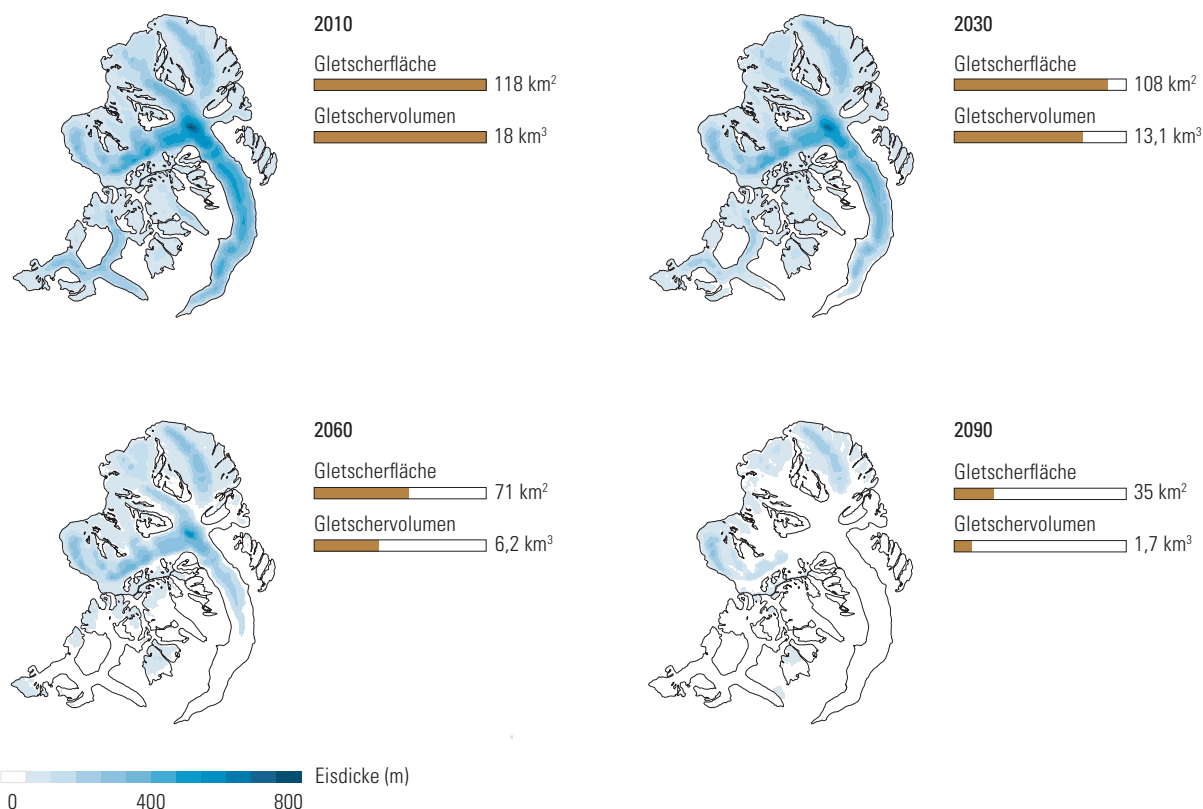 2010
Gletscherfläche
118 km²
Gletschervolumen
18 km³
2030
Gletscherfläche
108 km²
Gletschervolumen
13,1 km³
2060
Gletscherfläche
71 km²
Gletschervolumen
6,2 km³
2090
Gletscherfläche
35 km²
Gletschervolumen
1,7 km³
Eisdicke (m)
0 400 800